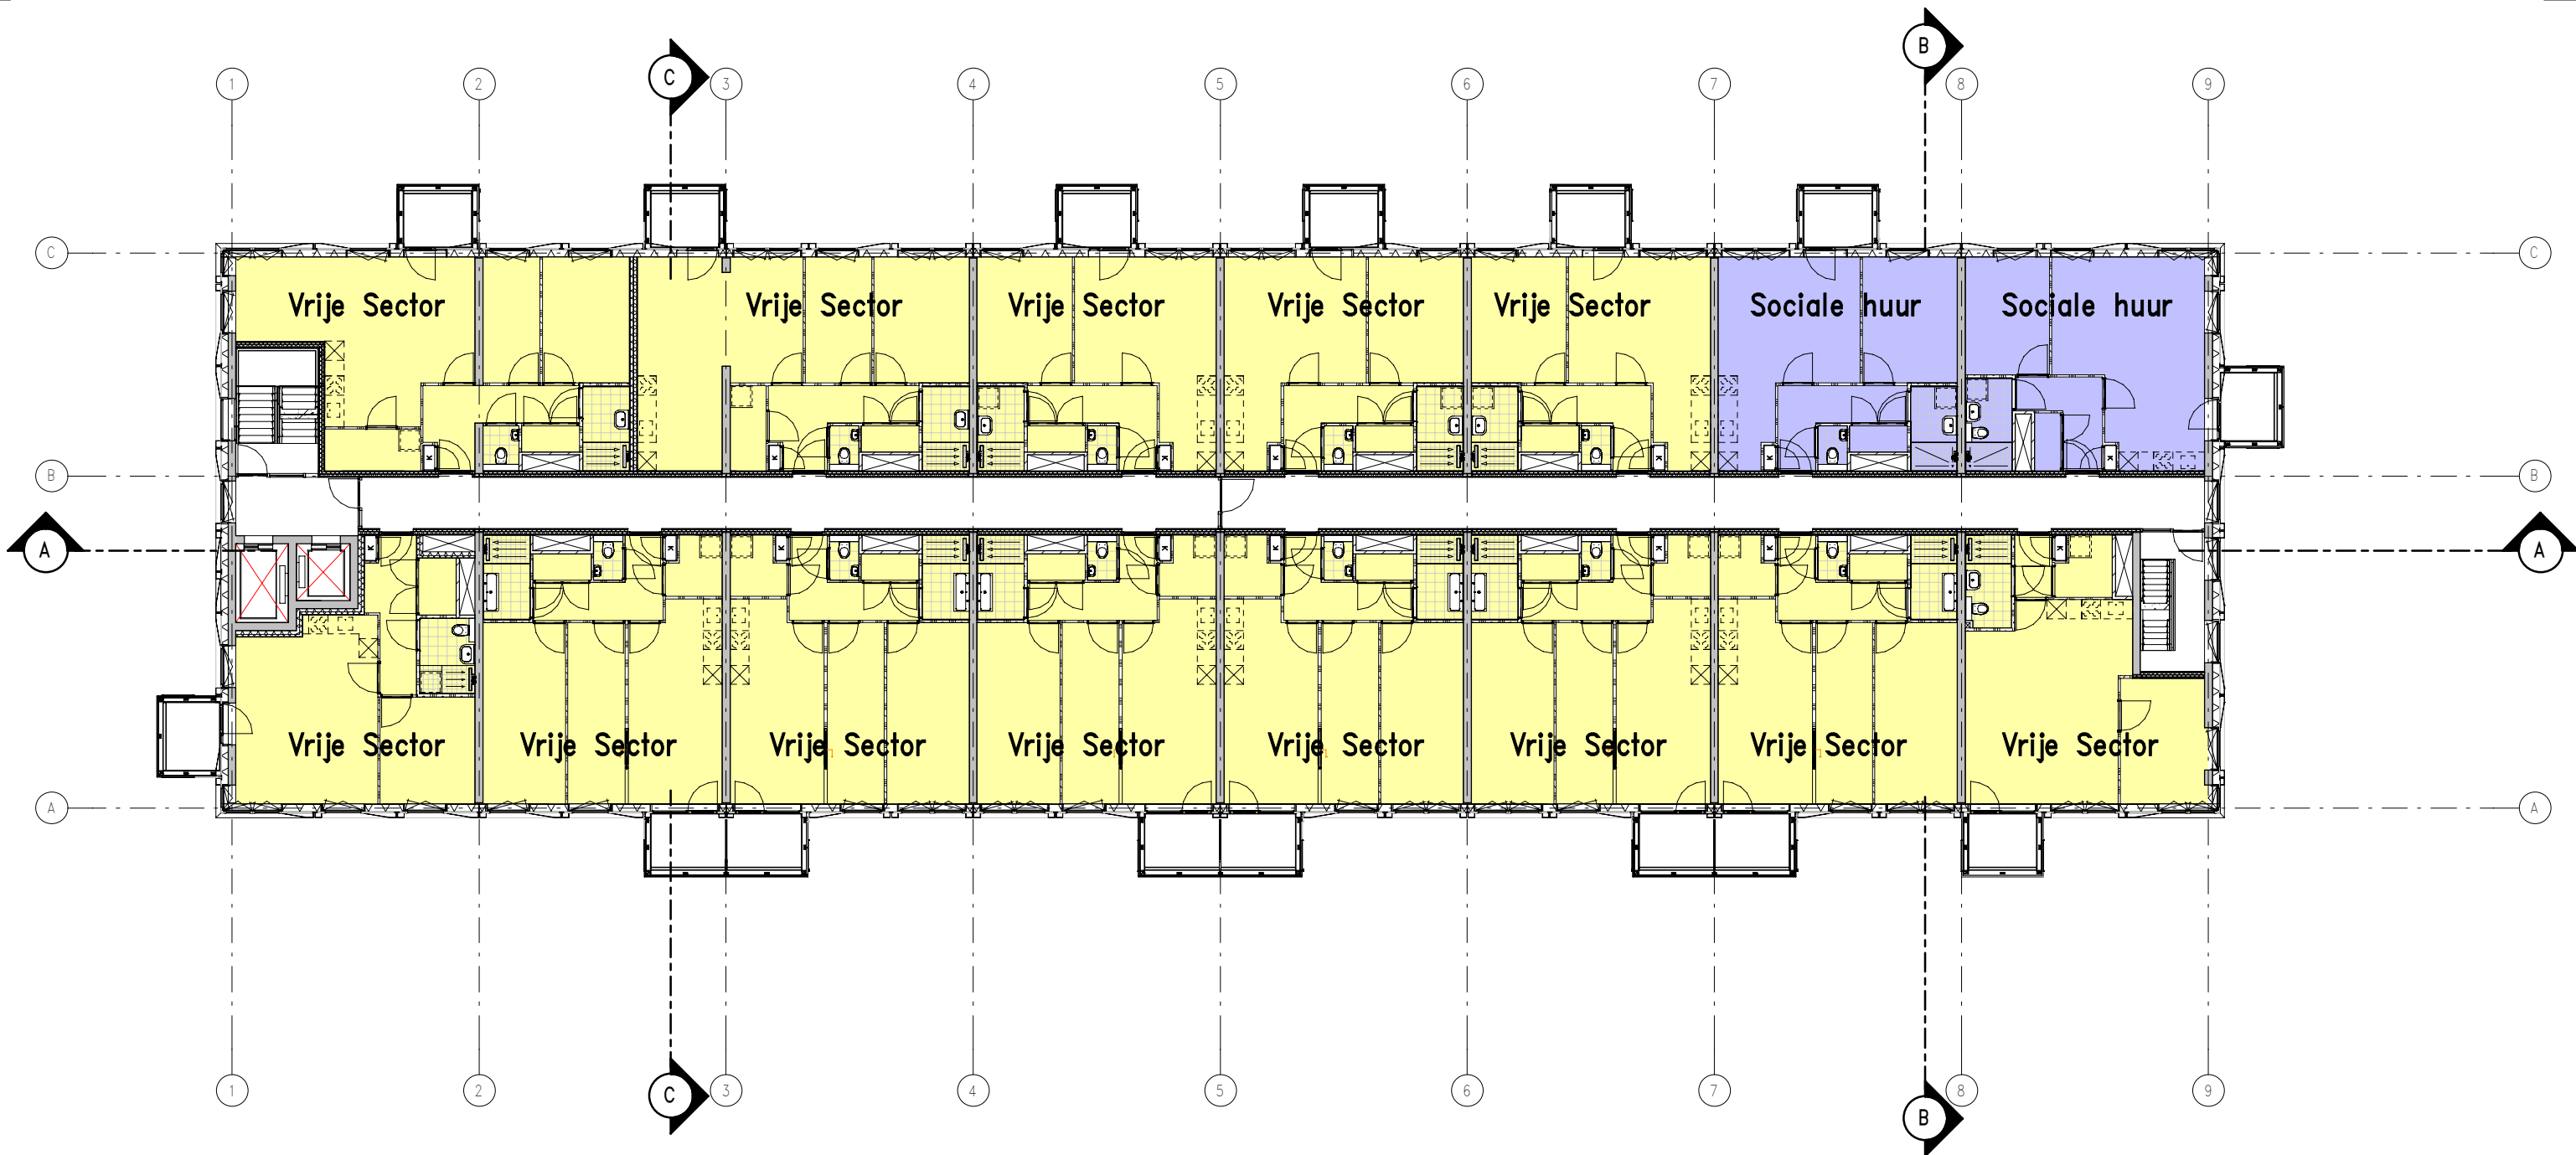 B
C
1 2 3 4 5 6 7 8 9
C C
Vrije Sector Vrije Sector Vrije Sector Vrije Sector Vrije Sector Sociale huur Sociale huur
K K K K K K K
B B
A A
K K K K K K K K
Vrije Sector Vrije Sector Vrije Sector Vrije Sector Vrije Sector Vrije Sector Vrije Sector Vrije Sector
A A
1 2 3 4 5 6 7 8 9
C
B